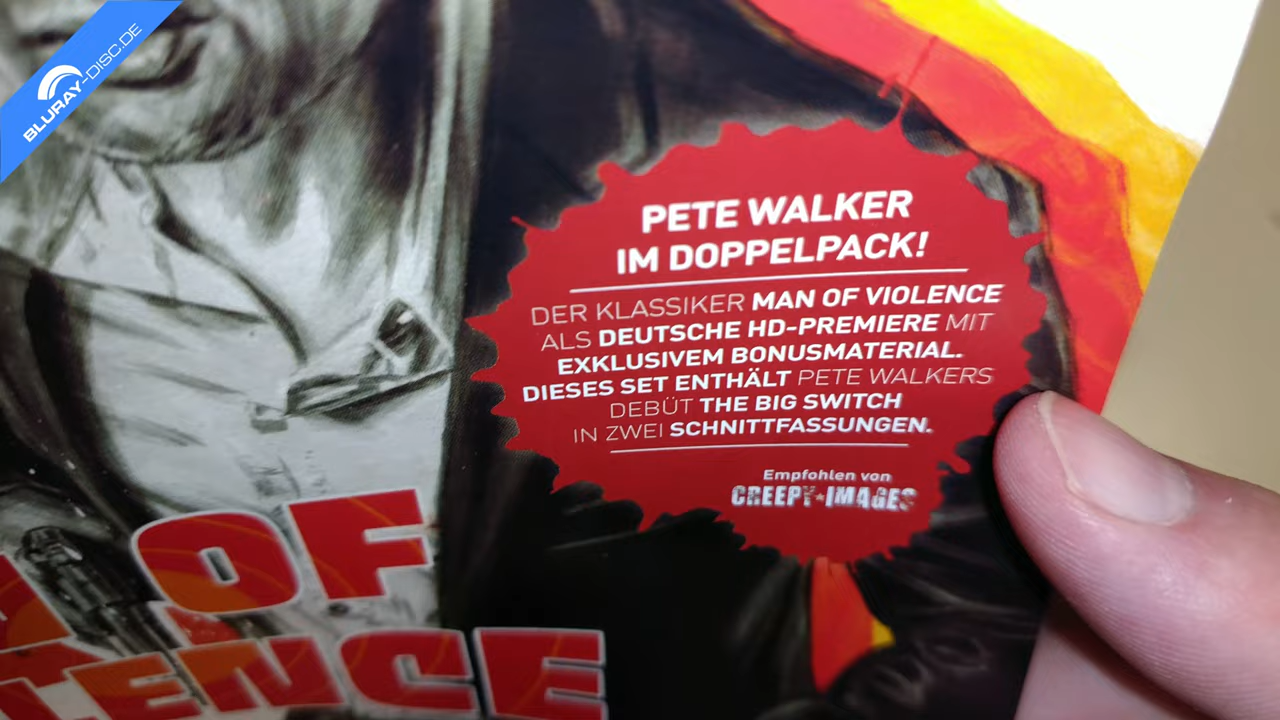 BLURAY-DISC.DE
PETE WALKER
IM DOPPELPACK!
DER KLASSIKER MAN OF VIOLENCE
ALS DEUTSCHE HD-PREMIERE MIT
EXKLUSIVEM BONUSMATERIAL.
DIESES SET ENTHÄLT PETE WALKERS
DEBÜT THE BIG SWITCH
IN ZWEI SCHNITTFASSUNGEN.
Empfohlen von
CREEPY★IMAGES
OF
LENCE